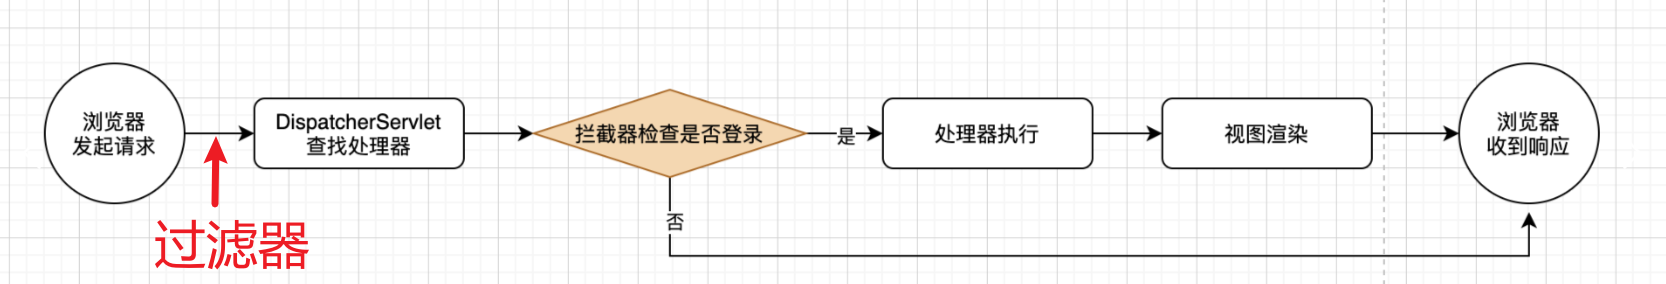 浏览器
发起请求
过滤器
DispatcherServlet
查找处理器
拦截器检查是否登录
是
否
处理器执行
视图渲染
浏览器
收到响应